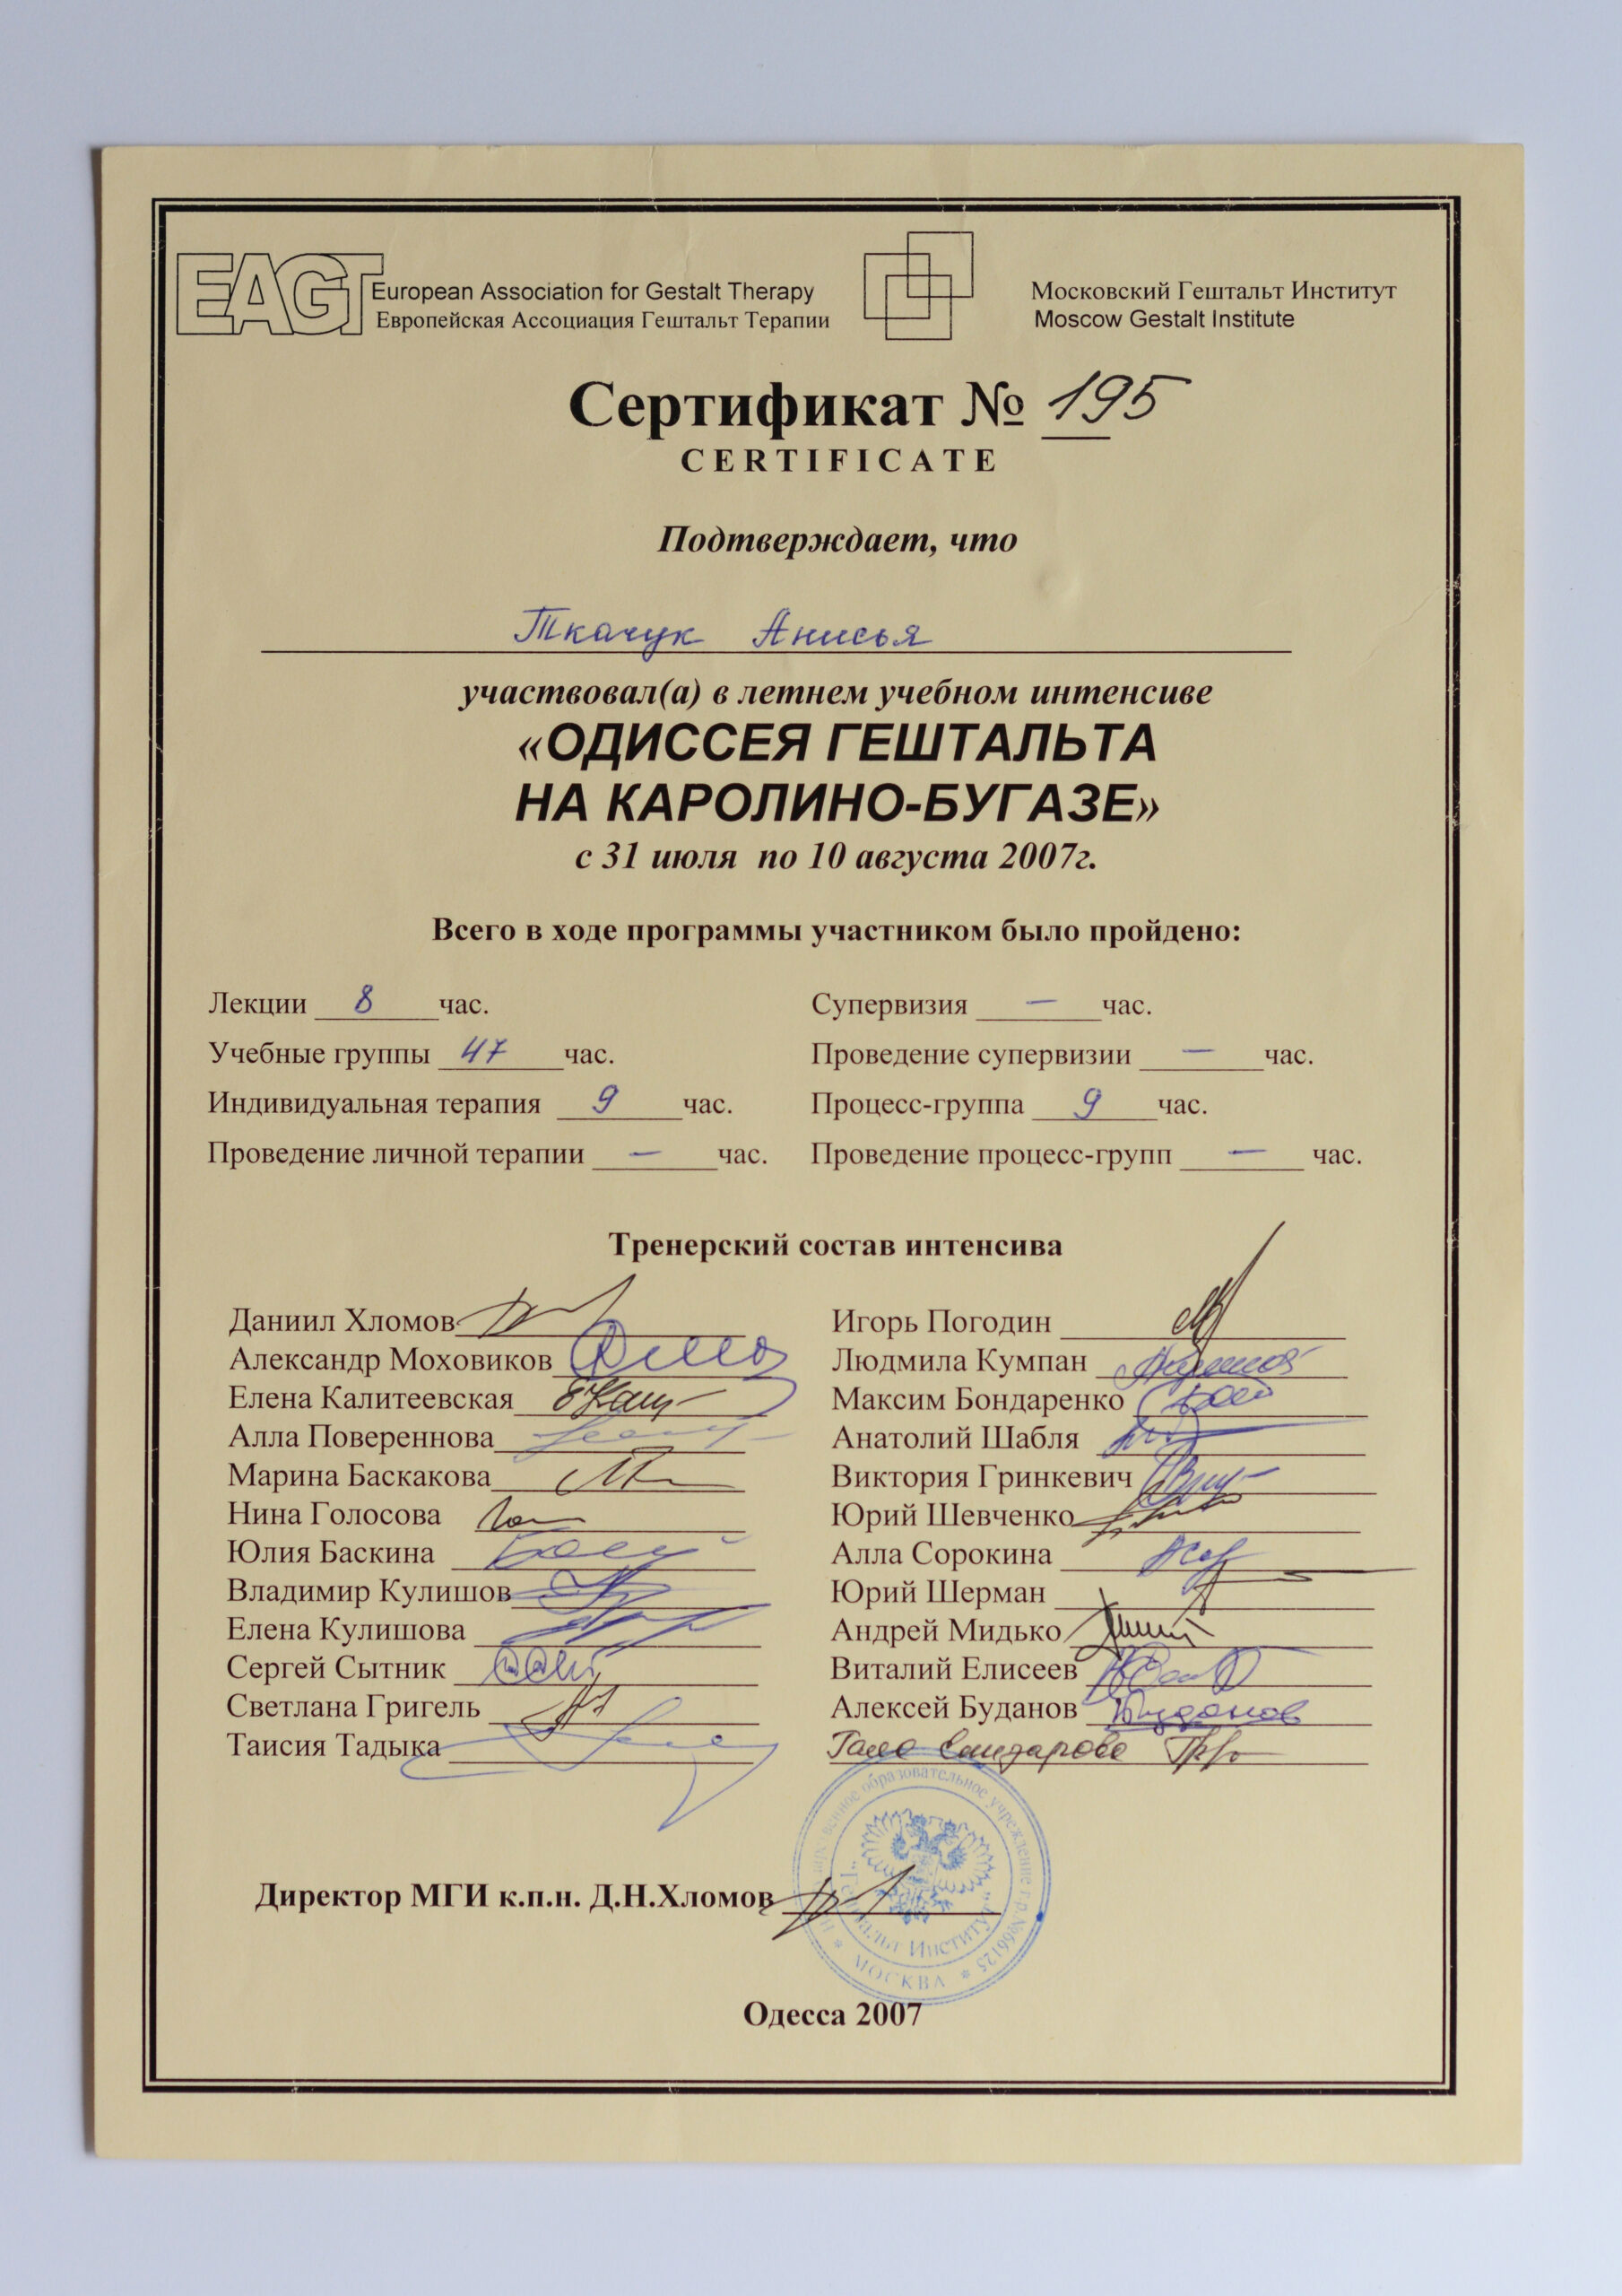 EAGT
European Association for Gestalt Therapy
Европейская Ассоциация Гештальт Терапии
Московский Гештальт Институт
Moscow Gestalt Institute
Сертификат № 195
CERTIFICATE
Подтверждает, что
Ткачук Анисья
участвовал(а) в летнем учебном интенсиве
«ОДИССЕЯ ГЕШТАЛЬТА
НА КАРОЛИНО-БУГАЗЕ»
с 31 июля по 10 августа 2007г.
Всего в ходе программы участником было пройдено:
Лекции 8 час.
Супервизия — час.
Учебные группы 47 час.
Проведение супервизии — час.
Индивидуальная терапия 9 час.
Процесс-группа 9 час.
Проведение личной терапии — час.
Проведение процесс-групп — час.
Тренерский состав интенсива
Даниил Хломов
Игорь Погодин
Александр Моховиков
Людмила Кумпан
Елена Калитеевская
Максим Бондаренко
Алла Повереннова
Анатолий Шабля
Марина Баскакова
Виктория Гринкевич
Нина Голосова
Юрий Шевченко
Юлия Баскина
Алла Сорокина
Владимир Кулишов
Юрий Шерман
Елена Кулишова
Андрей Мидько
Сергей Сытник
Виталий Елисеев
Светлана Григель
Алексей Буданов Буданов
Таисия Тадыка
образовательное учреждение
Институт"
* МОСКВА *
Директор МГИ к.п.н. Д.Н.Хломов
Одесса 2007